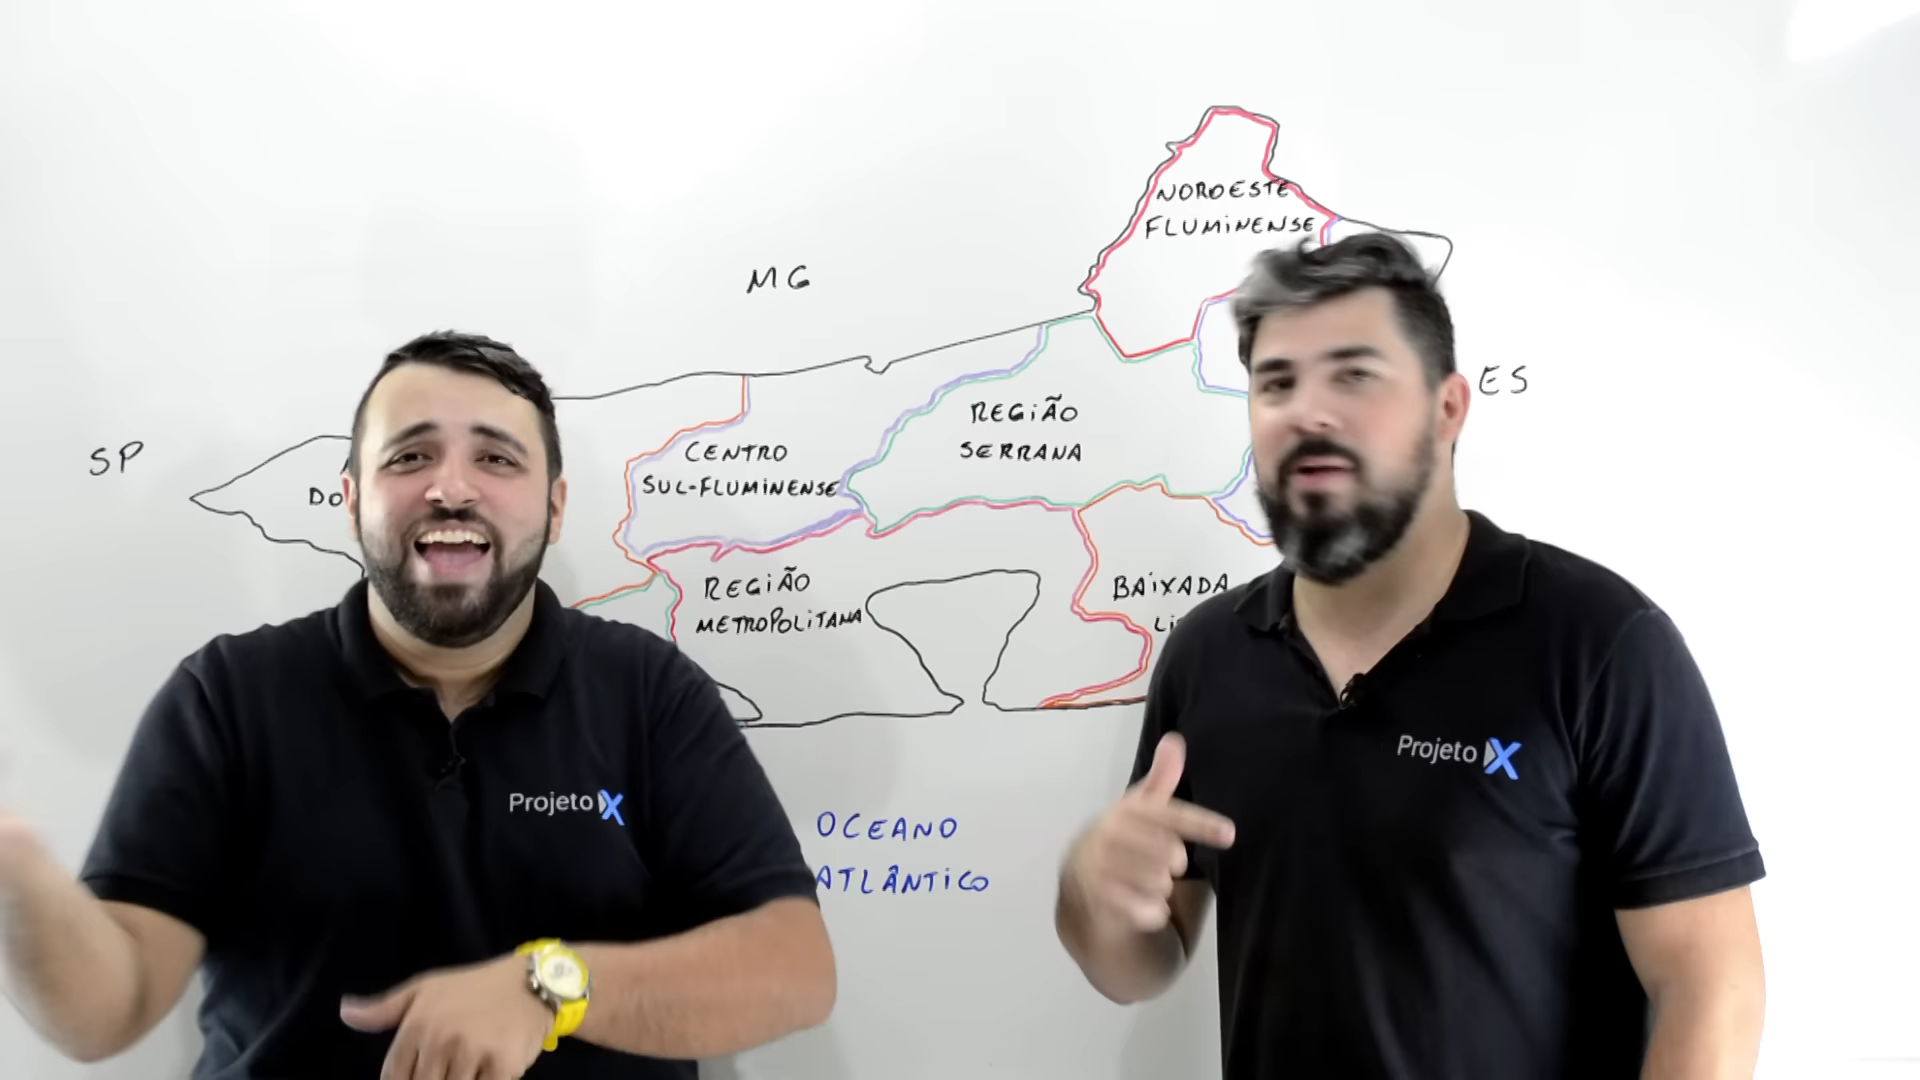 NOROESTE
FLUMINENSE
MG
ES
SP
REGIÃO
SERRANA
CENTRO
SUL-FLUMINENSE
DO
REGIÃO
METROPOLITANA
BAIXADA
Projeto X
Projeto X
OCEANO
ATLÂNTICO